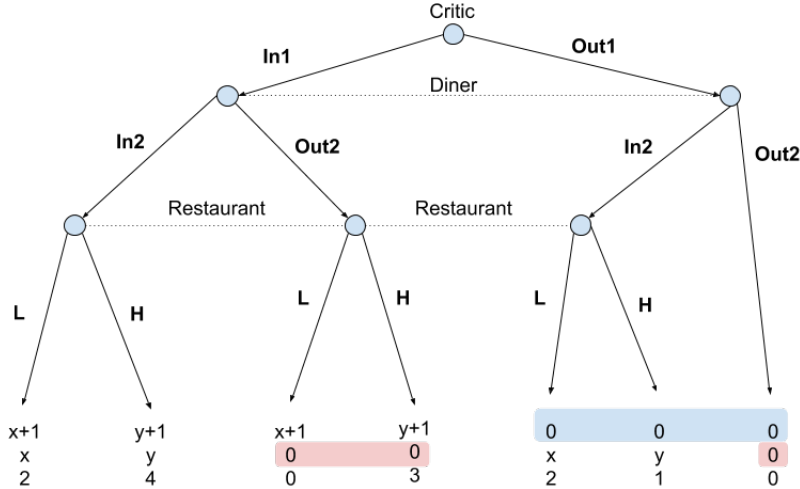 Critic
In1 Out1
Diner
In2 Out2 In2 Out2
Restaurant Restaurant
L H L H L H
x+1 y+1 x+1 y+1 0 0 0
x y 0 0 x y 0
2 4 0 3 2 1 0